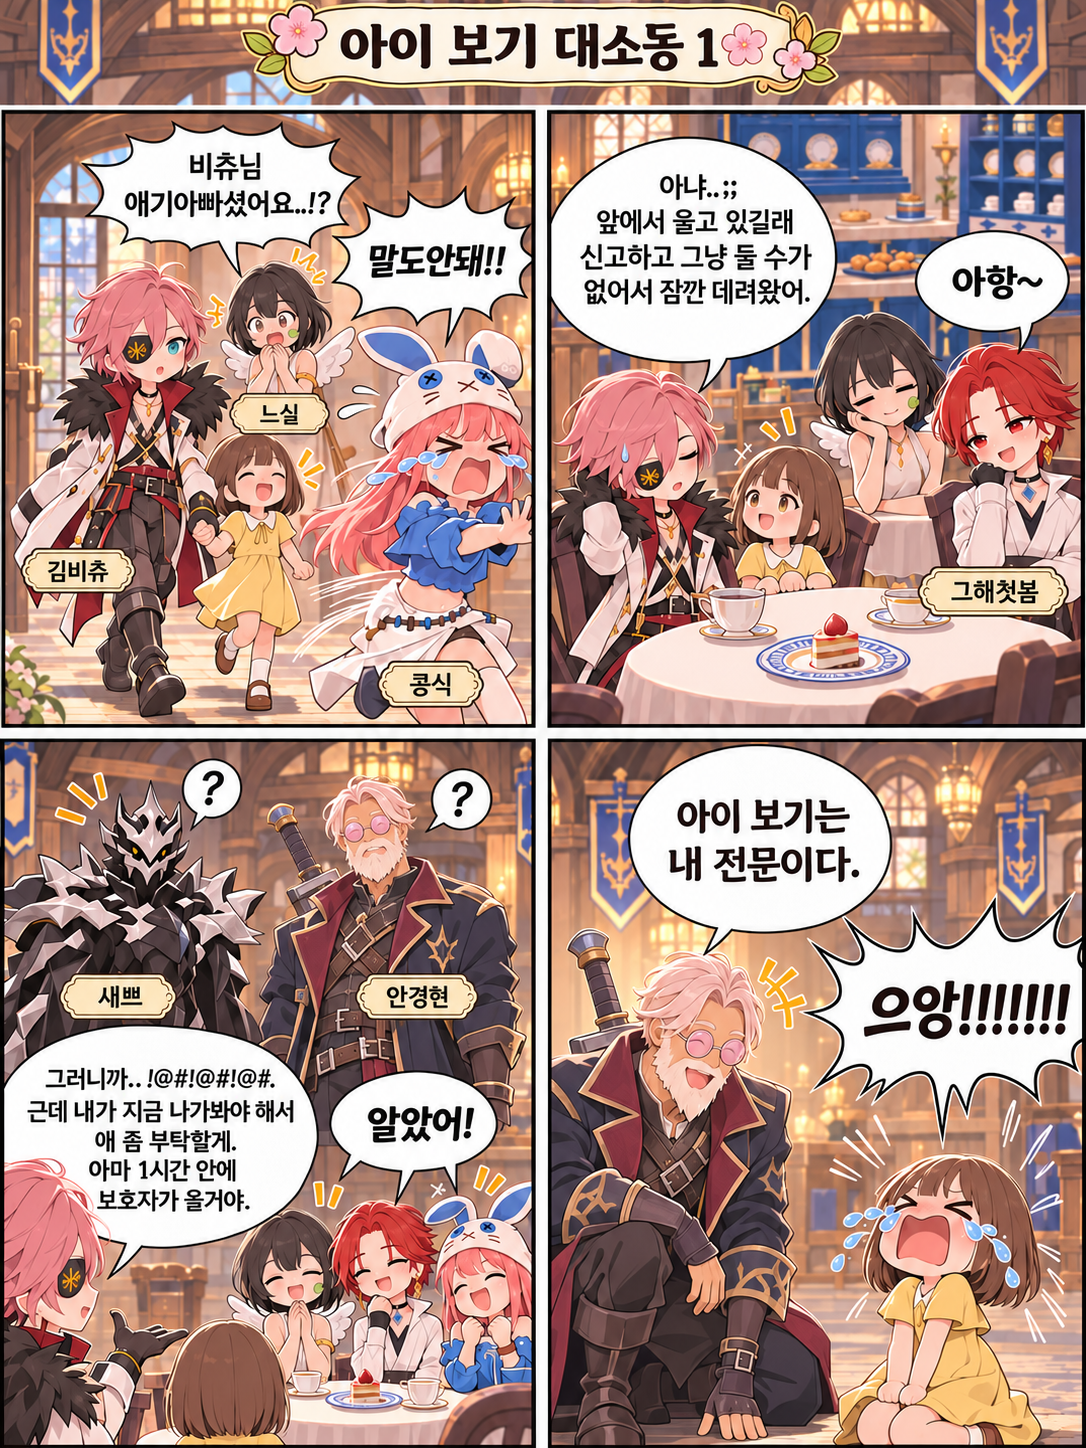 아이 보기 대소동 1
비츄님
애기아빠셨어요..!?
말도안돼!!
느실
김비츄
콩식
아냐..;;
앞에서 울고 있길래
신고하고 그냥 둘 수가
없어서 잠깐 데려왔어.
아항~
그해첫봄
?
?
새쁘
안경현
그러니까.. !@#!@#!@#.
근데 내가 지금 나가봐야 해서
애 좀 부탁할게.
아마 1시간 안에
보호자가 올거야.
알았어!
아이 보기는
내 전문이다.
으앙!!!!!!!